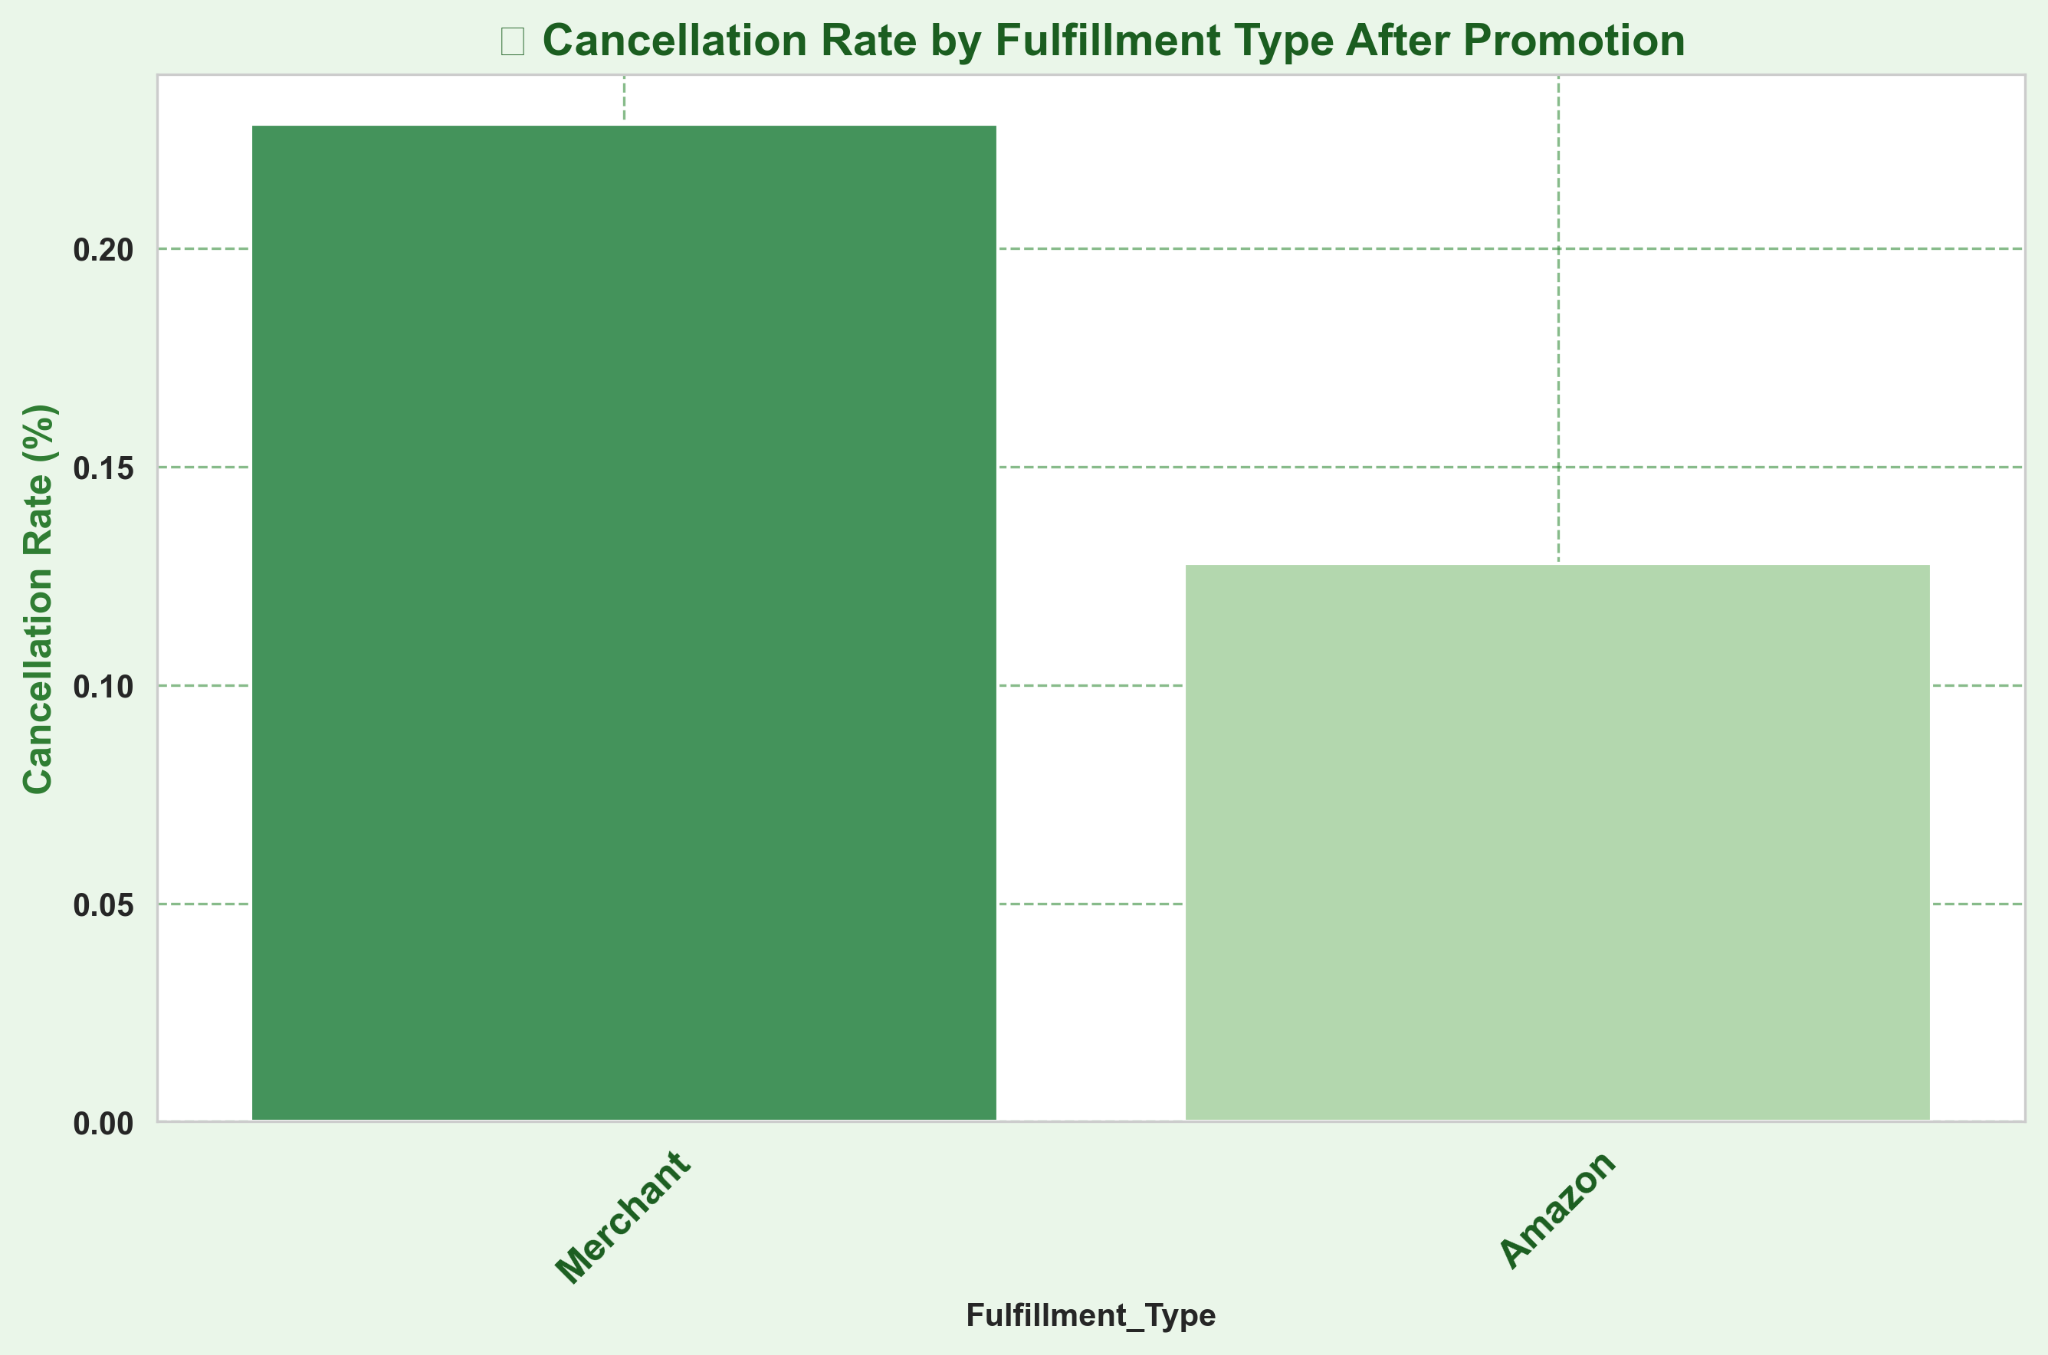 Cancellation Rate by Fulfillment Type After Promotion
Cancellation Rate (%)
0.20
0.15
0.10
0.05
0.00
Merchant
Amazon
Fulfillment_Type